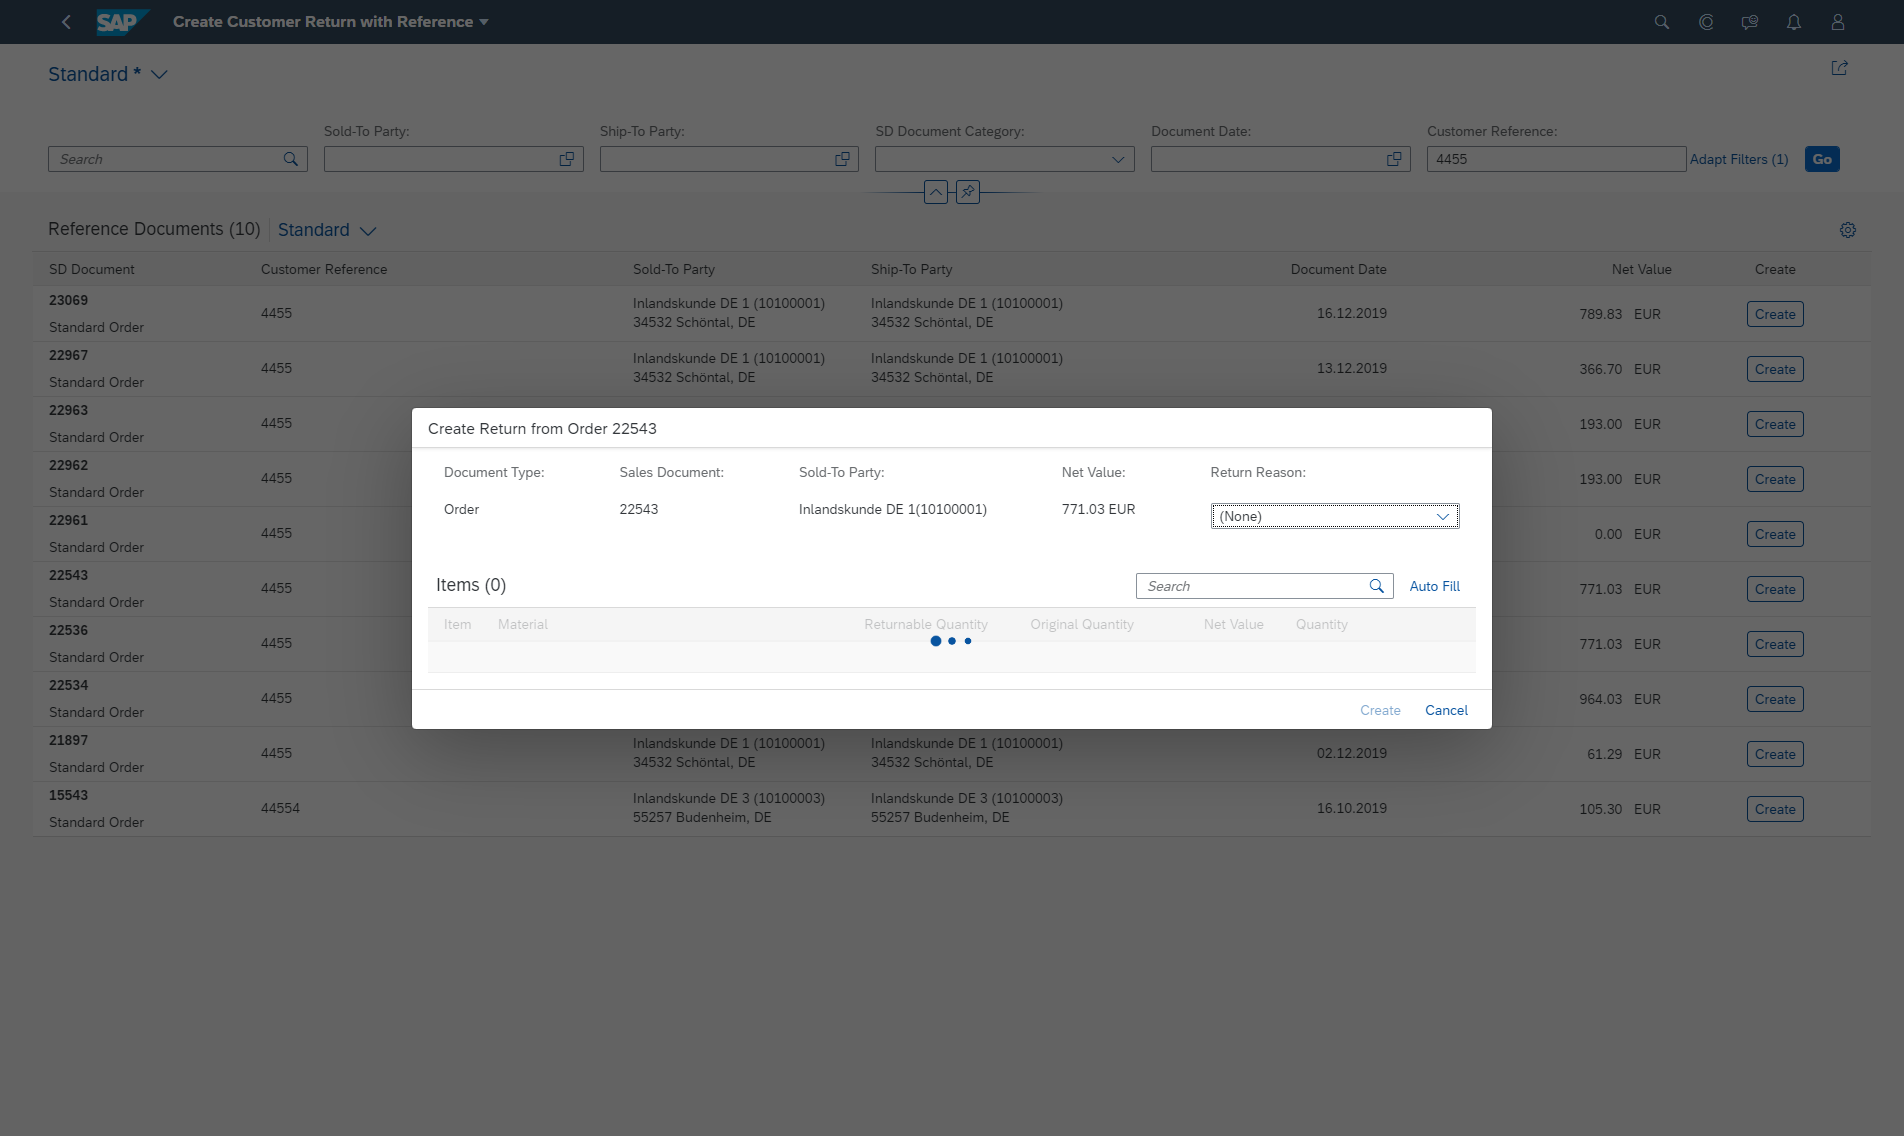 SAP Create Customer Return with Reference
Standard *
Sold-To Party: Ship-To Party: SD Document Category: Document Date: Customer Reference:
Search 4455 Adapt Filters (1) Go
Reference Documents (10) Standard
SD Document Customer Reference Sold-To Party Ship-To Party Document Date Net Value Create
23069
Standard Order
4455
Inlandskunde DE 1 (10100001)
34532 Schöntal, DE
Inlandskunde DE 1 (10100001)
34532 Schöntal, DE
16.12.2019
789.83 EUR
Create
22967
Standard Order
4455
Inlandskunde DE 1 (10100001)
34532 Schöntal, DE
Inlandskunde DE 1 (10100001)
34532 Schöntal, DE
13.12.2019
366.70 EUR
Create
22963
Standard Order
4455
193.00 EUR
Create
22962
Standard Order
4455
193.00 EUR
Create
22961
Standard Order
4455
0.00 EUR
Create
22543
Standard Order
4455
771.03 EUR
Create
22536
Standard Order
4455
771.03 EUR
Create
22534
Standard Order
4455
964.03 EUR
Create
21897
Standard Order
4455
Inlandskunde DE 1 (10100001)
34532 Schöntal, DE
Inlandskunde DE 1 (10100001)
34532 Schöntal, DE
02.12.2019
61.29 EUR
Create
15543
Standard Order
44554
Inlandskunde DE 3 (10100003)
55257 Budenheim, DE
Inlandskunde DE 3 (10100003)
55257 Budenheim, DE
16.10.2019
105.30 EUR
Create
Create Return from Order 22543
Document Type: Sales Document: Sold-To Party: Net Value: Return Reason:
Order 22543 Inlandskunde DE 1(10100001) 771.03 EUR (None)
Items (0) Search Auto Fill
Item Material Returnable Quantity Original Quantity Net Value Quantity
Create Cancel